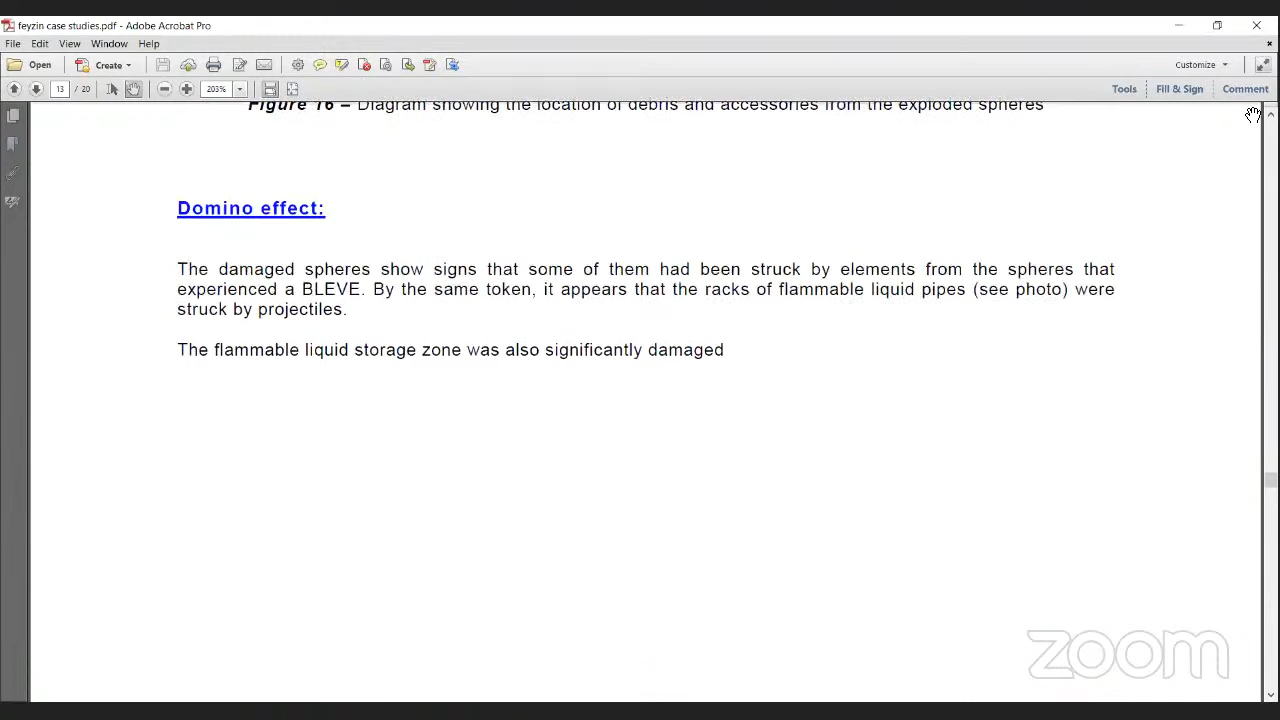 feyzin case studies.pdf - Adobe Acrobat Pro
File Edit View Window Help
Open Create Customize
13 / 20 203% Tools Fill & Sign Comment
Figure 16 – Diagram showing the location of debris and accessories from the exploded spheres
Domino effect:
The damaged spheres show signs that some of them had been struck by elements from the spheres that
experienced a BLEVE. By the same token, it appears that the racks of flammable liquid pipes (see photo) were
struck by projectiles.
The flammable liquid storage zone was also significantly damaged
zoom